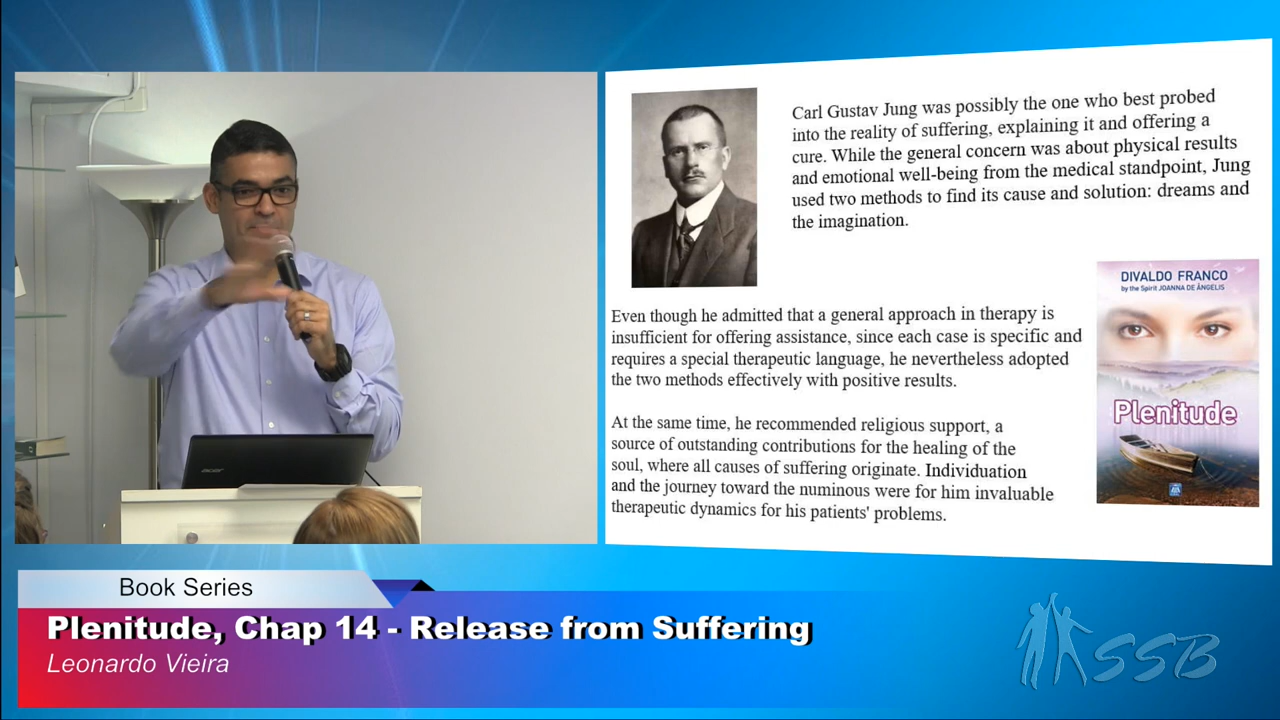 Carl Gustav Jung was possibly the one who best probed
into the reality of suffering, explaining it and offering a
cure. While the general concern was about physical results
and emotional well-being from the medical standpoint, Jung
used two methods to find its cause and solution: dreams and
the imagination.
DIVALDO FRANCO
by the Spirit JOANNA DE ÂNGELIS
Plenitude
Even though he admitted that a general approach in therapy is
insufficient for offering assistance, since each case is specific and
requires a special therapeutic language, he nevertheless adopted
the two methods effectively with positive results.
At the same time, he recommended religious support, a
source of outstanding contributions for the healing of the
soul, where all causes of suffering originate. Individuation
and the journey toward the numinous were for him invaluable
therapeutic dynamics for his patients' problems.
acer
Book Series
Plenitude, Chap 14 - Release from Suffering
Leonardo Vieira
SSB